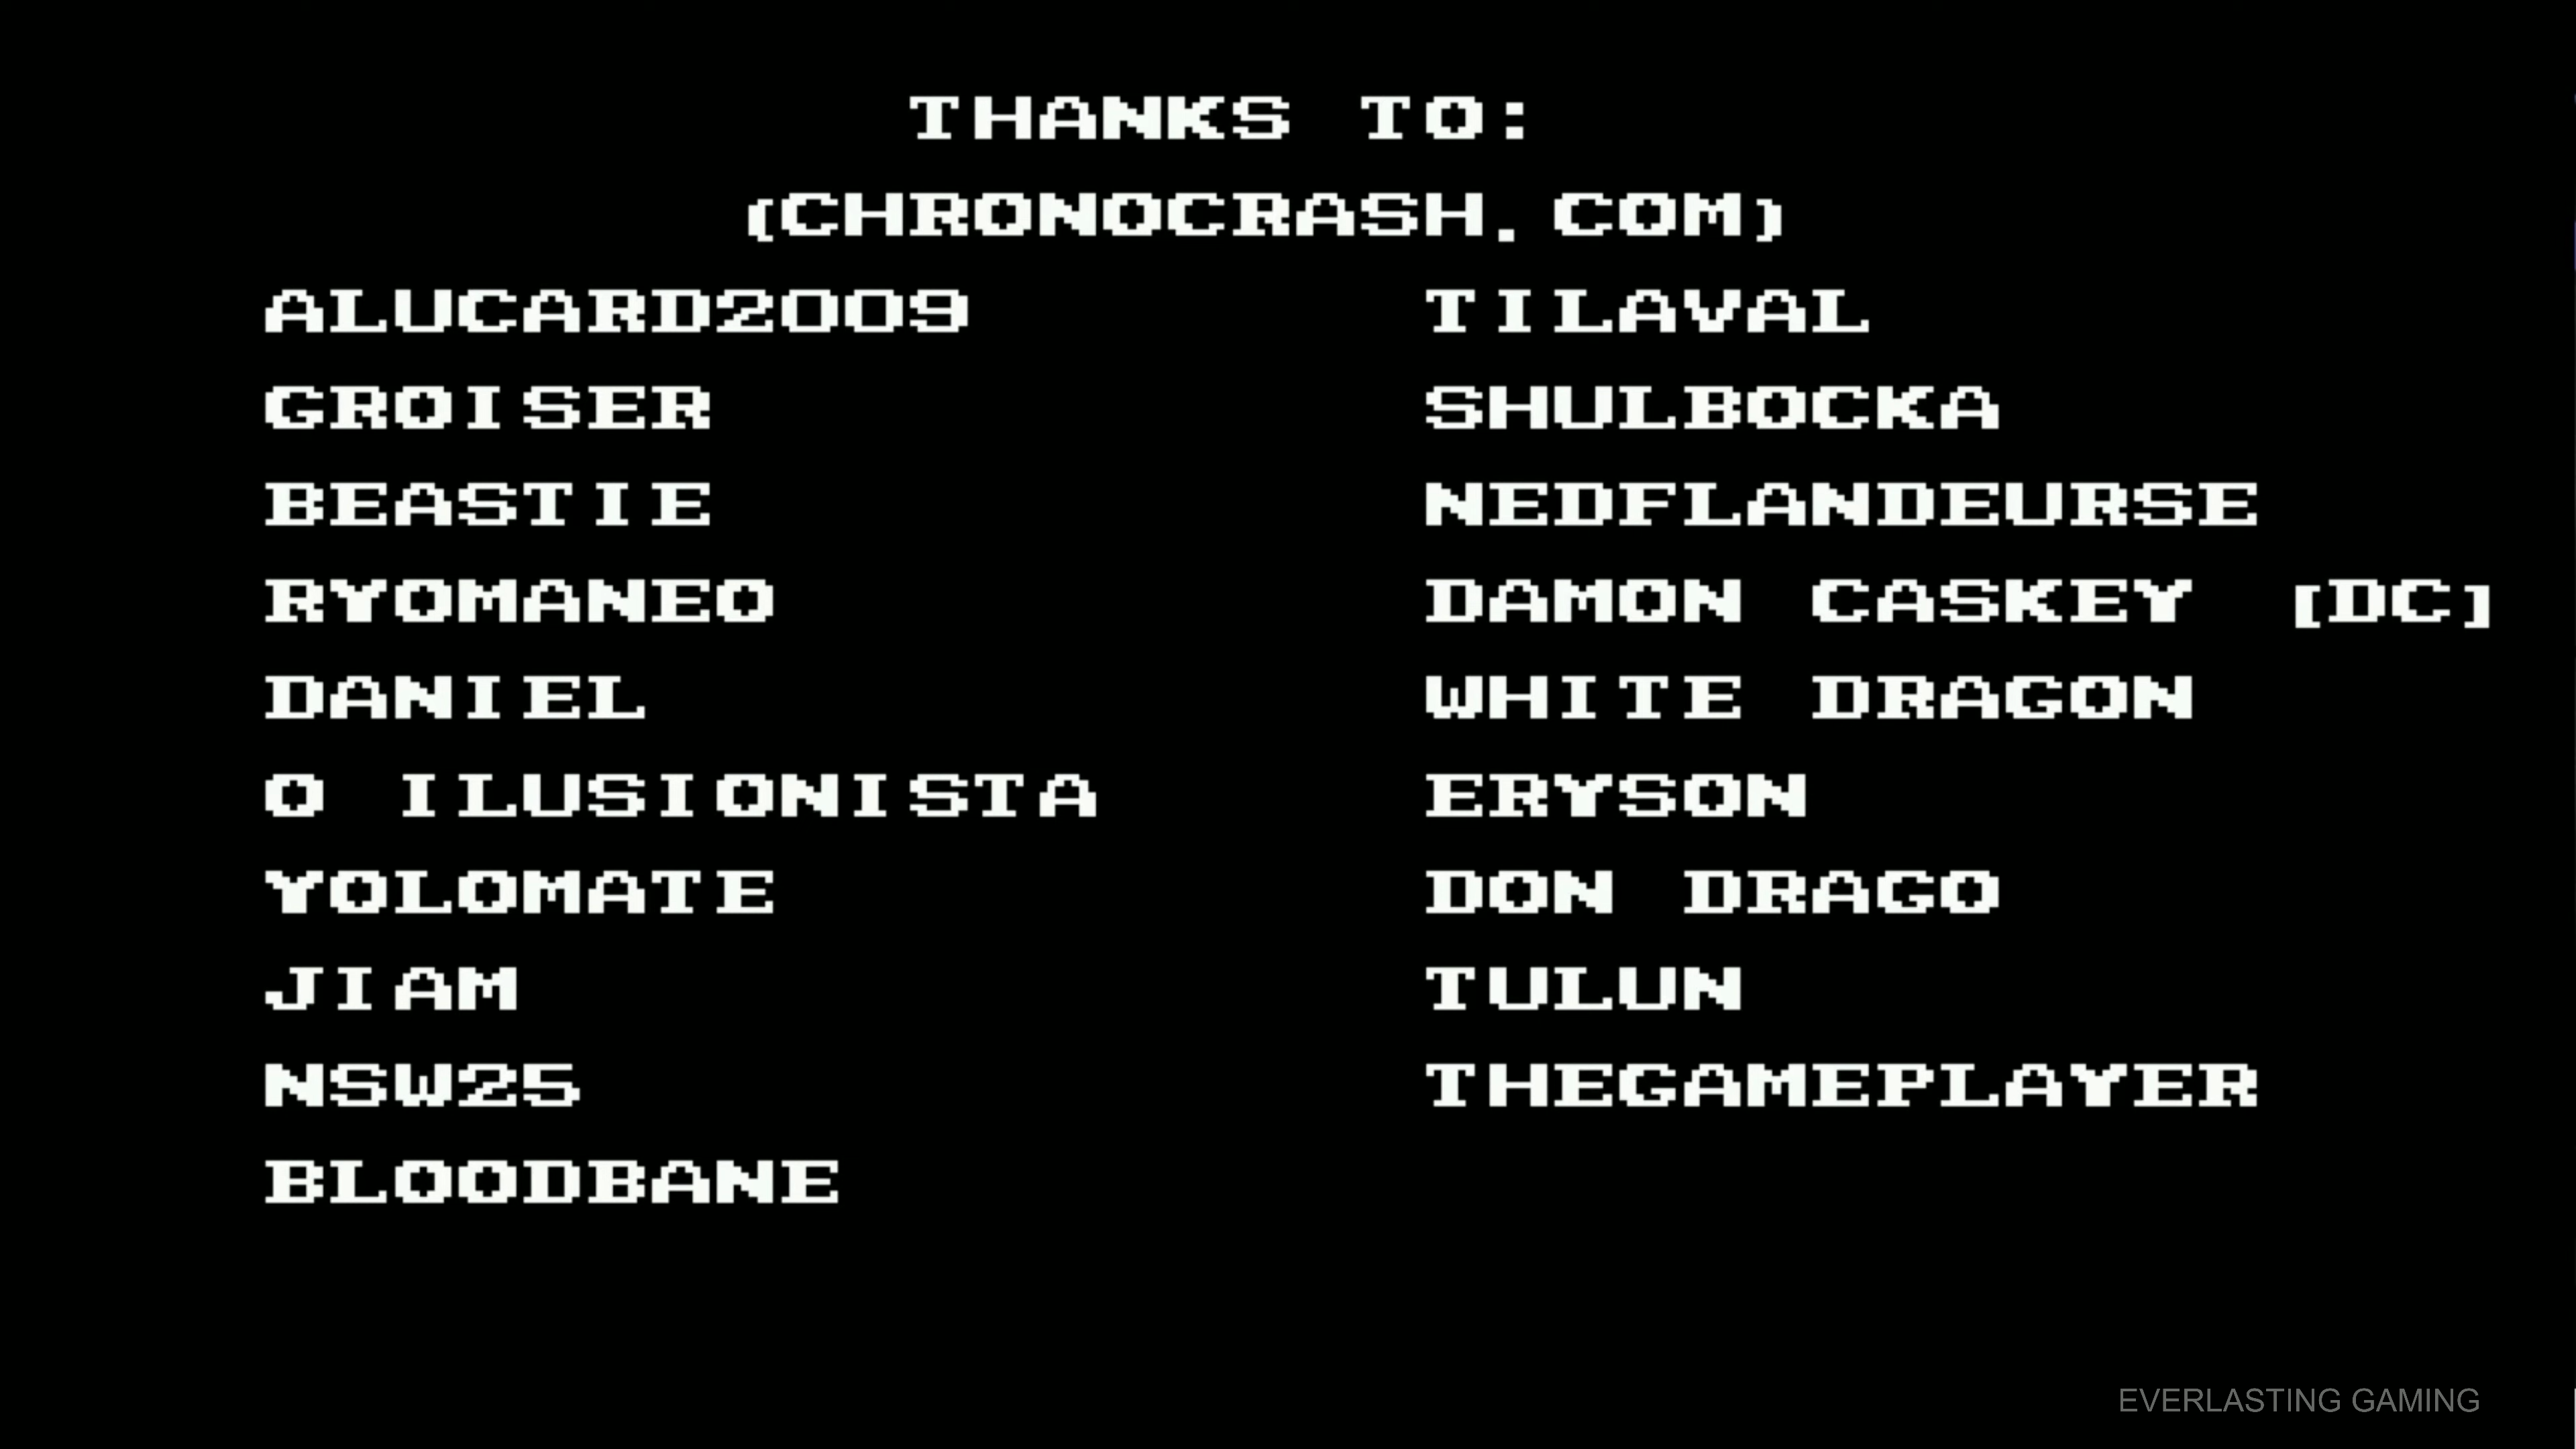 THANKS TO:
(CHRONOCRASH.COM)
ALUCARD2009 TILAVAL
GROISER SHULBOCKA
BEASTIE NEDFLANDEURSE
RYOMANEO DAMON CASKEY [DC]
DANIEL WHITE DRAGON
O ILUSIONISTA ERYSON
YOLOMATE DON DRAGO
JIAM TULUN
NSW25 THEGAMEPLAYER
BLOODBANE
EVERLASTING GAMING